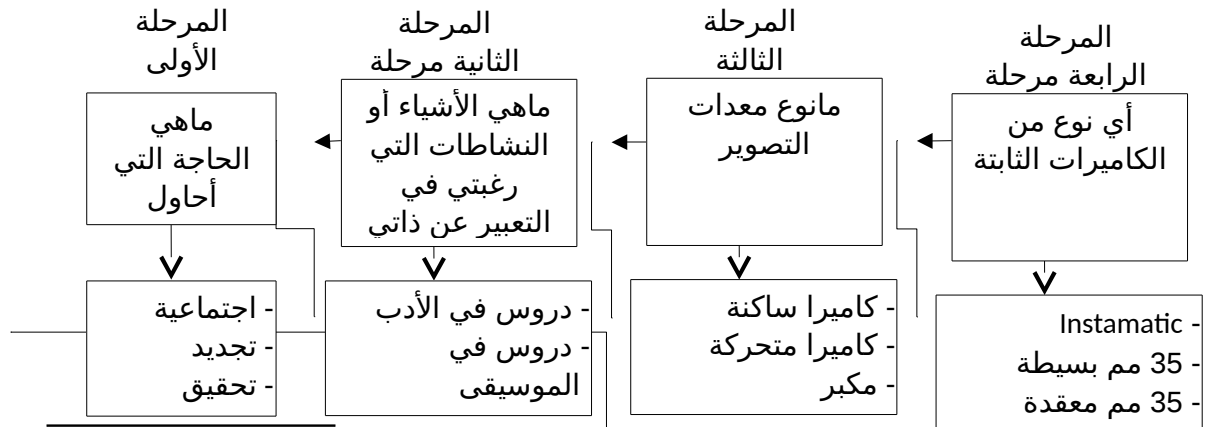 المرحلة
الأولى
ماهي
الحاجة التي
أحاول
- اجتماعية
- تجديد
- تحقيق
المرحلة
الثانية مرحلة
ماهي الأشياء أو
النشاطات التي
رغبتي في
التعبير عن ذاتي
- دروس في الأدب
- دروس في
الموسيقى
المرحلة
الثالثة
مانوع معدات
التصوير
- كاميرا ساكنة
- كاميرا متحركة
- مكبر
المرحلة
الرابعة مرحلة
أي نوع من
الكاميرات الثابتة
- Instamatic
- 35 مم بسيطة
- 35 مم معقدة